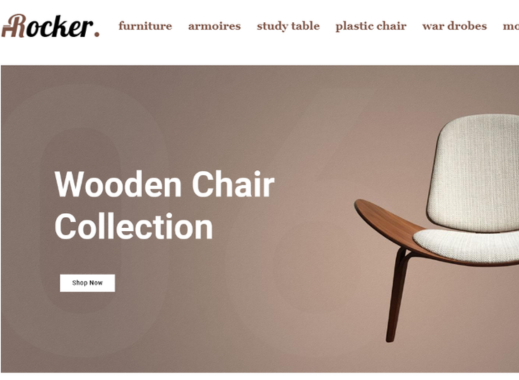 Rocker.
furniture armoires study table plastic chair war drobes mo
Wooden Chair
Collection
Shop Now